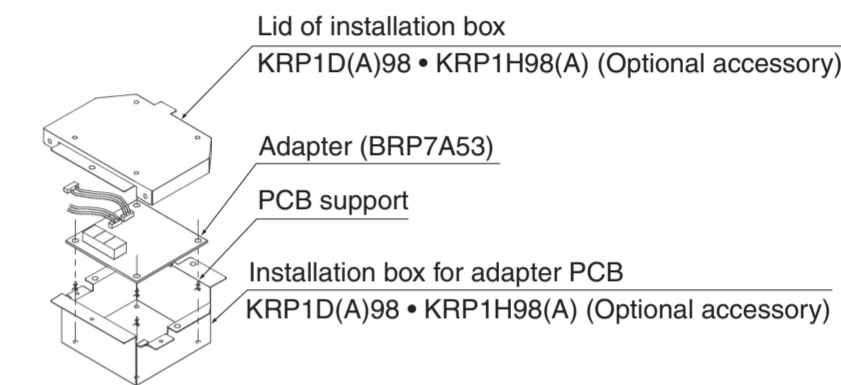 Lid of installation box
KRP1D(A)98 • KRP1H98(A) (Optional accessory)
Adapter (BRP7A53)
PCB support
Installation box for adapter PCB
KRP1D(A)98 • KRP1H98(A) (Optional accessory)